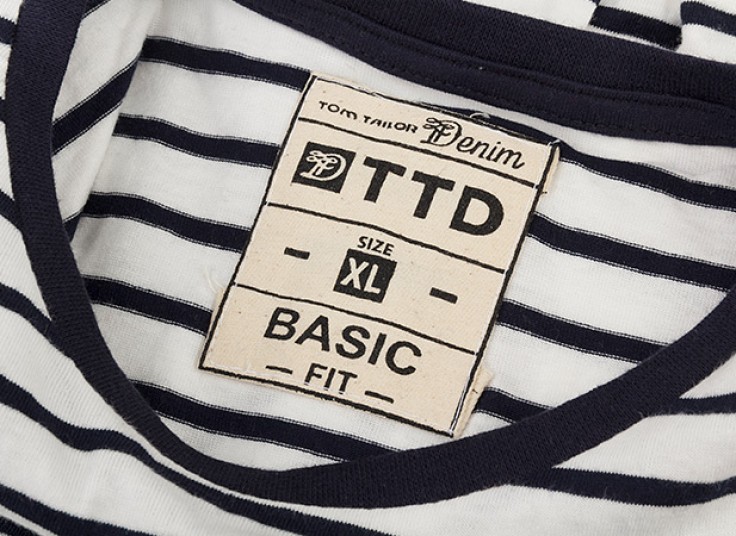 TOM TAILOR Denim
TTD
SIZE
- XL -
BASIC
- FIT -